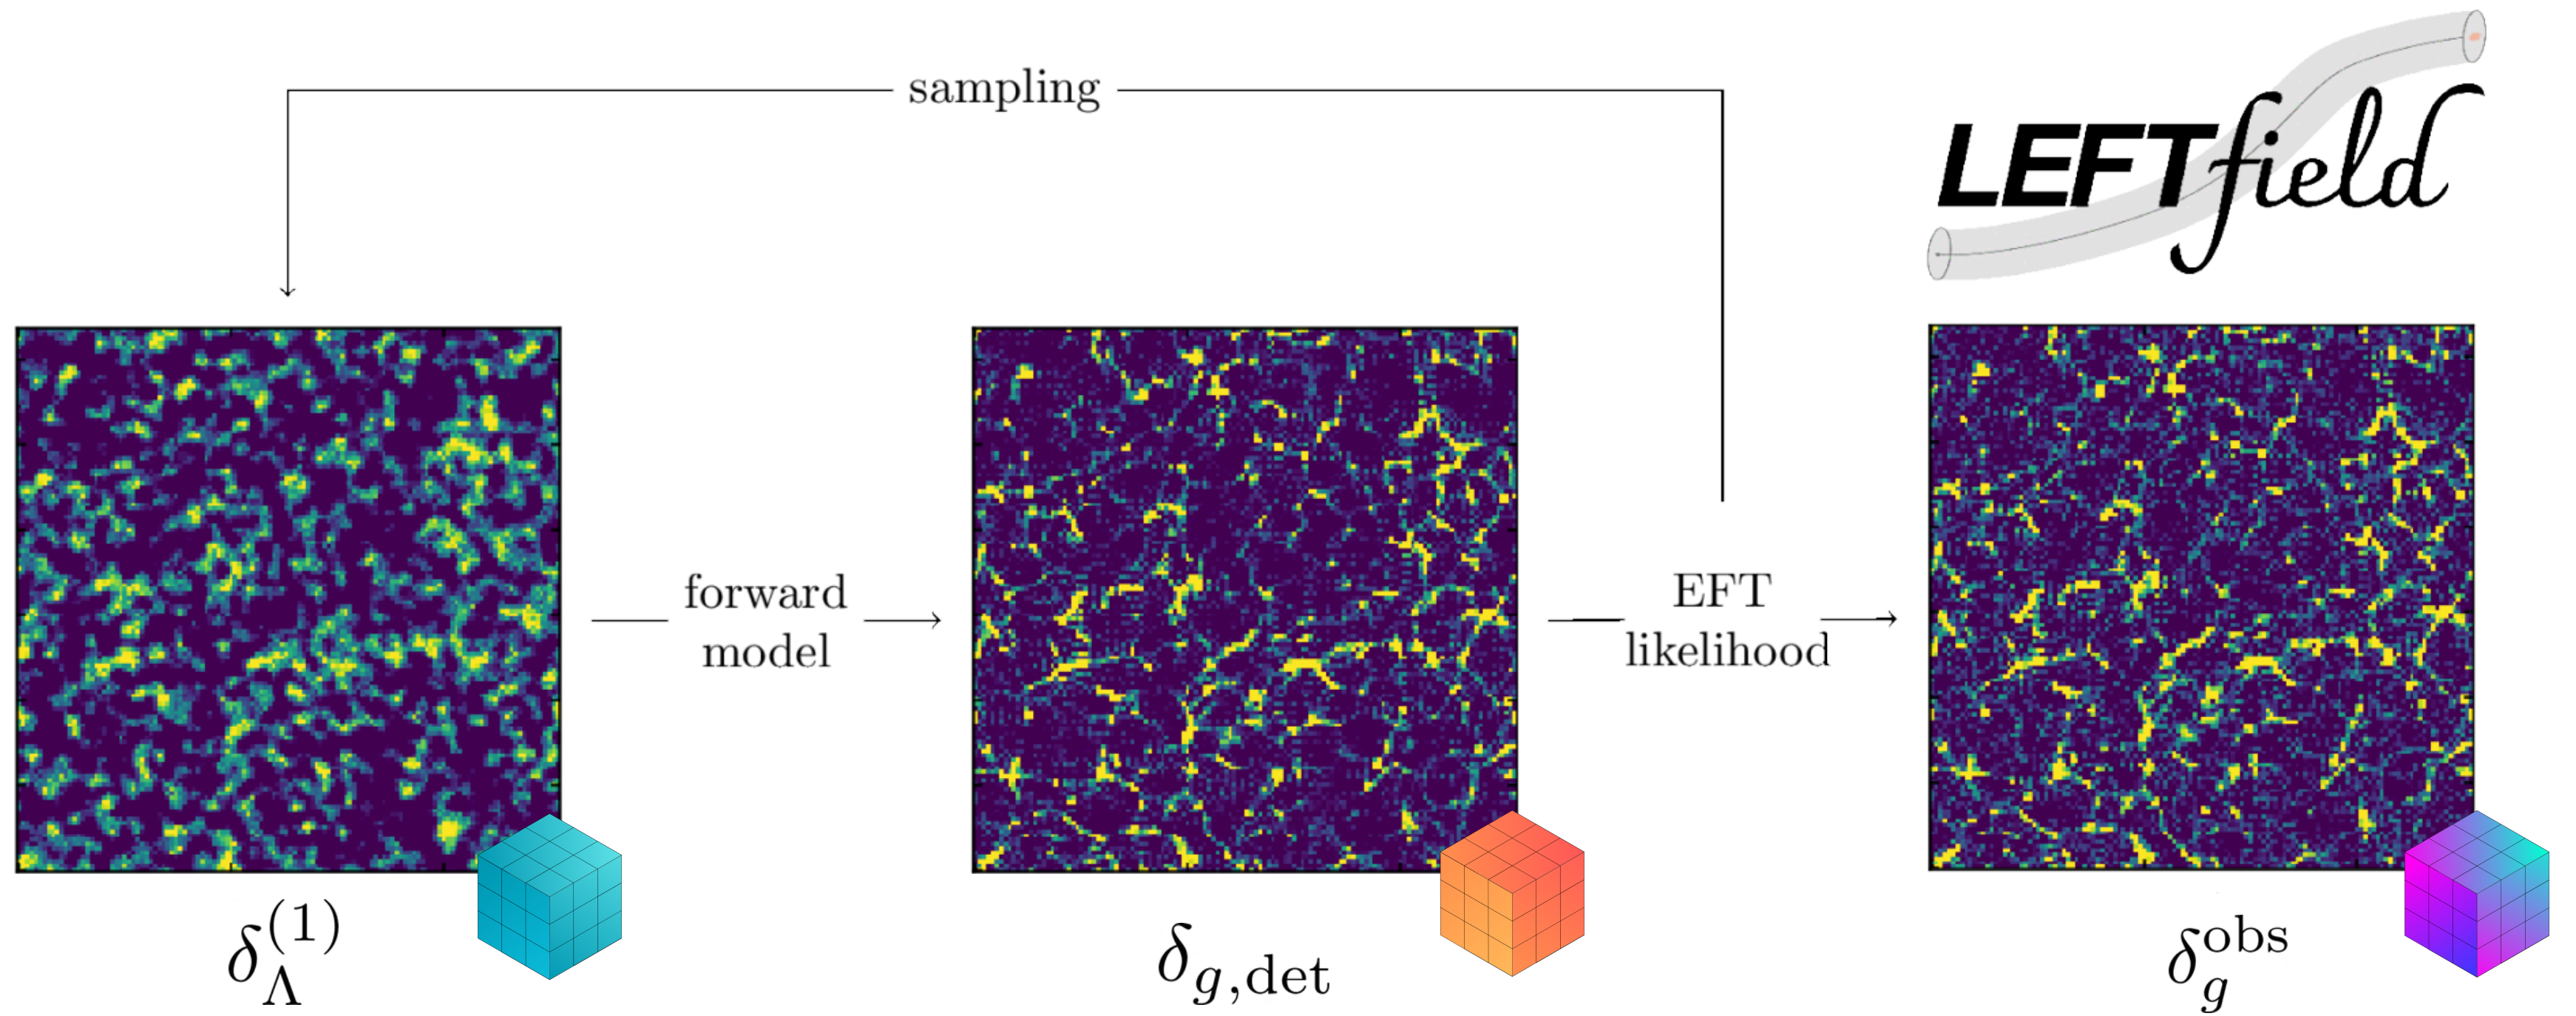 sampling
LEFTfield
forward
model
EFT
likelihood
δ_Λ^(1)
δ_g,det
δ_g^obs